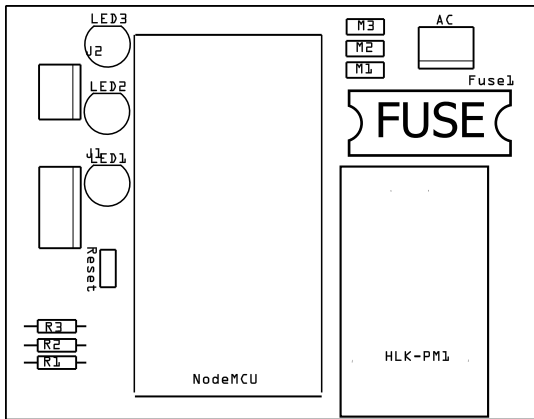 LED3
M3
AC
J2
M2
M1
Fuse1
LED2
FUSE
J1
LED1
Reset
R3
R2
R1
HLK-PM1
NodeMCU